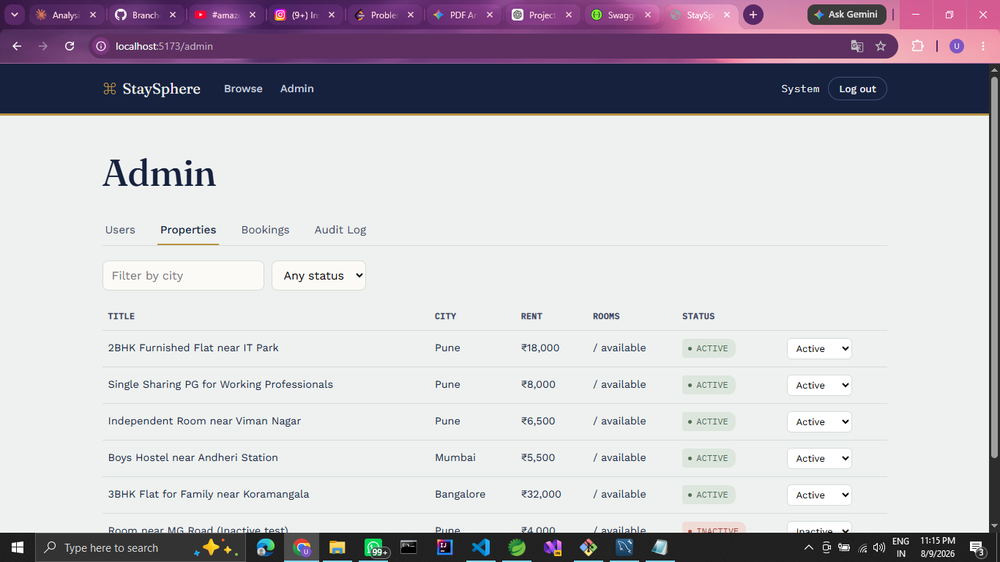 Analysi
Branch
#amaz
(9+) In
Problem
PDF An
Project
Swagg
StaySp
Ask Gemini
localhost:5173/admin
U
⌘ StaySphere
Browse
Admin
System
Log out
Admin
Users
Properties
Bookings
Audit Log
Filter by city
Any status
TITLE CITY RENT ROOMS STATUS
2BHK Furnished Flat near IT Park Pune ₹18,000 / available ACTIVE Active
Single Sharing PG for Working Professionals Pune ₹8,000 / available ACTIVE Active
Independent Room near Viman Nagar Pune ₹6,500 / available ACTIVE Active
Boys Hostel near Andheri Station Mumbai ₹5,500 / available ACTIVE Active
3BHK Flat for Family near Koramangala Bangalore ₹32,000 / available ACTIVE Active
Room near MG Road (Inactive test) Pune ₹4,000 / available INACTIVE Inactive
Type here to search
99+
ENG
IN
11:15 PM
8/9/2026
3